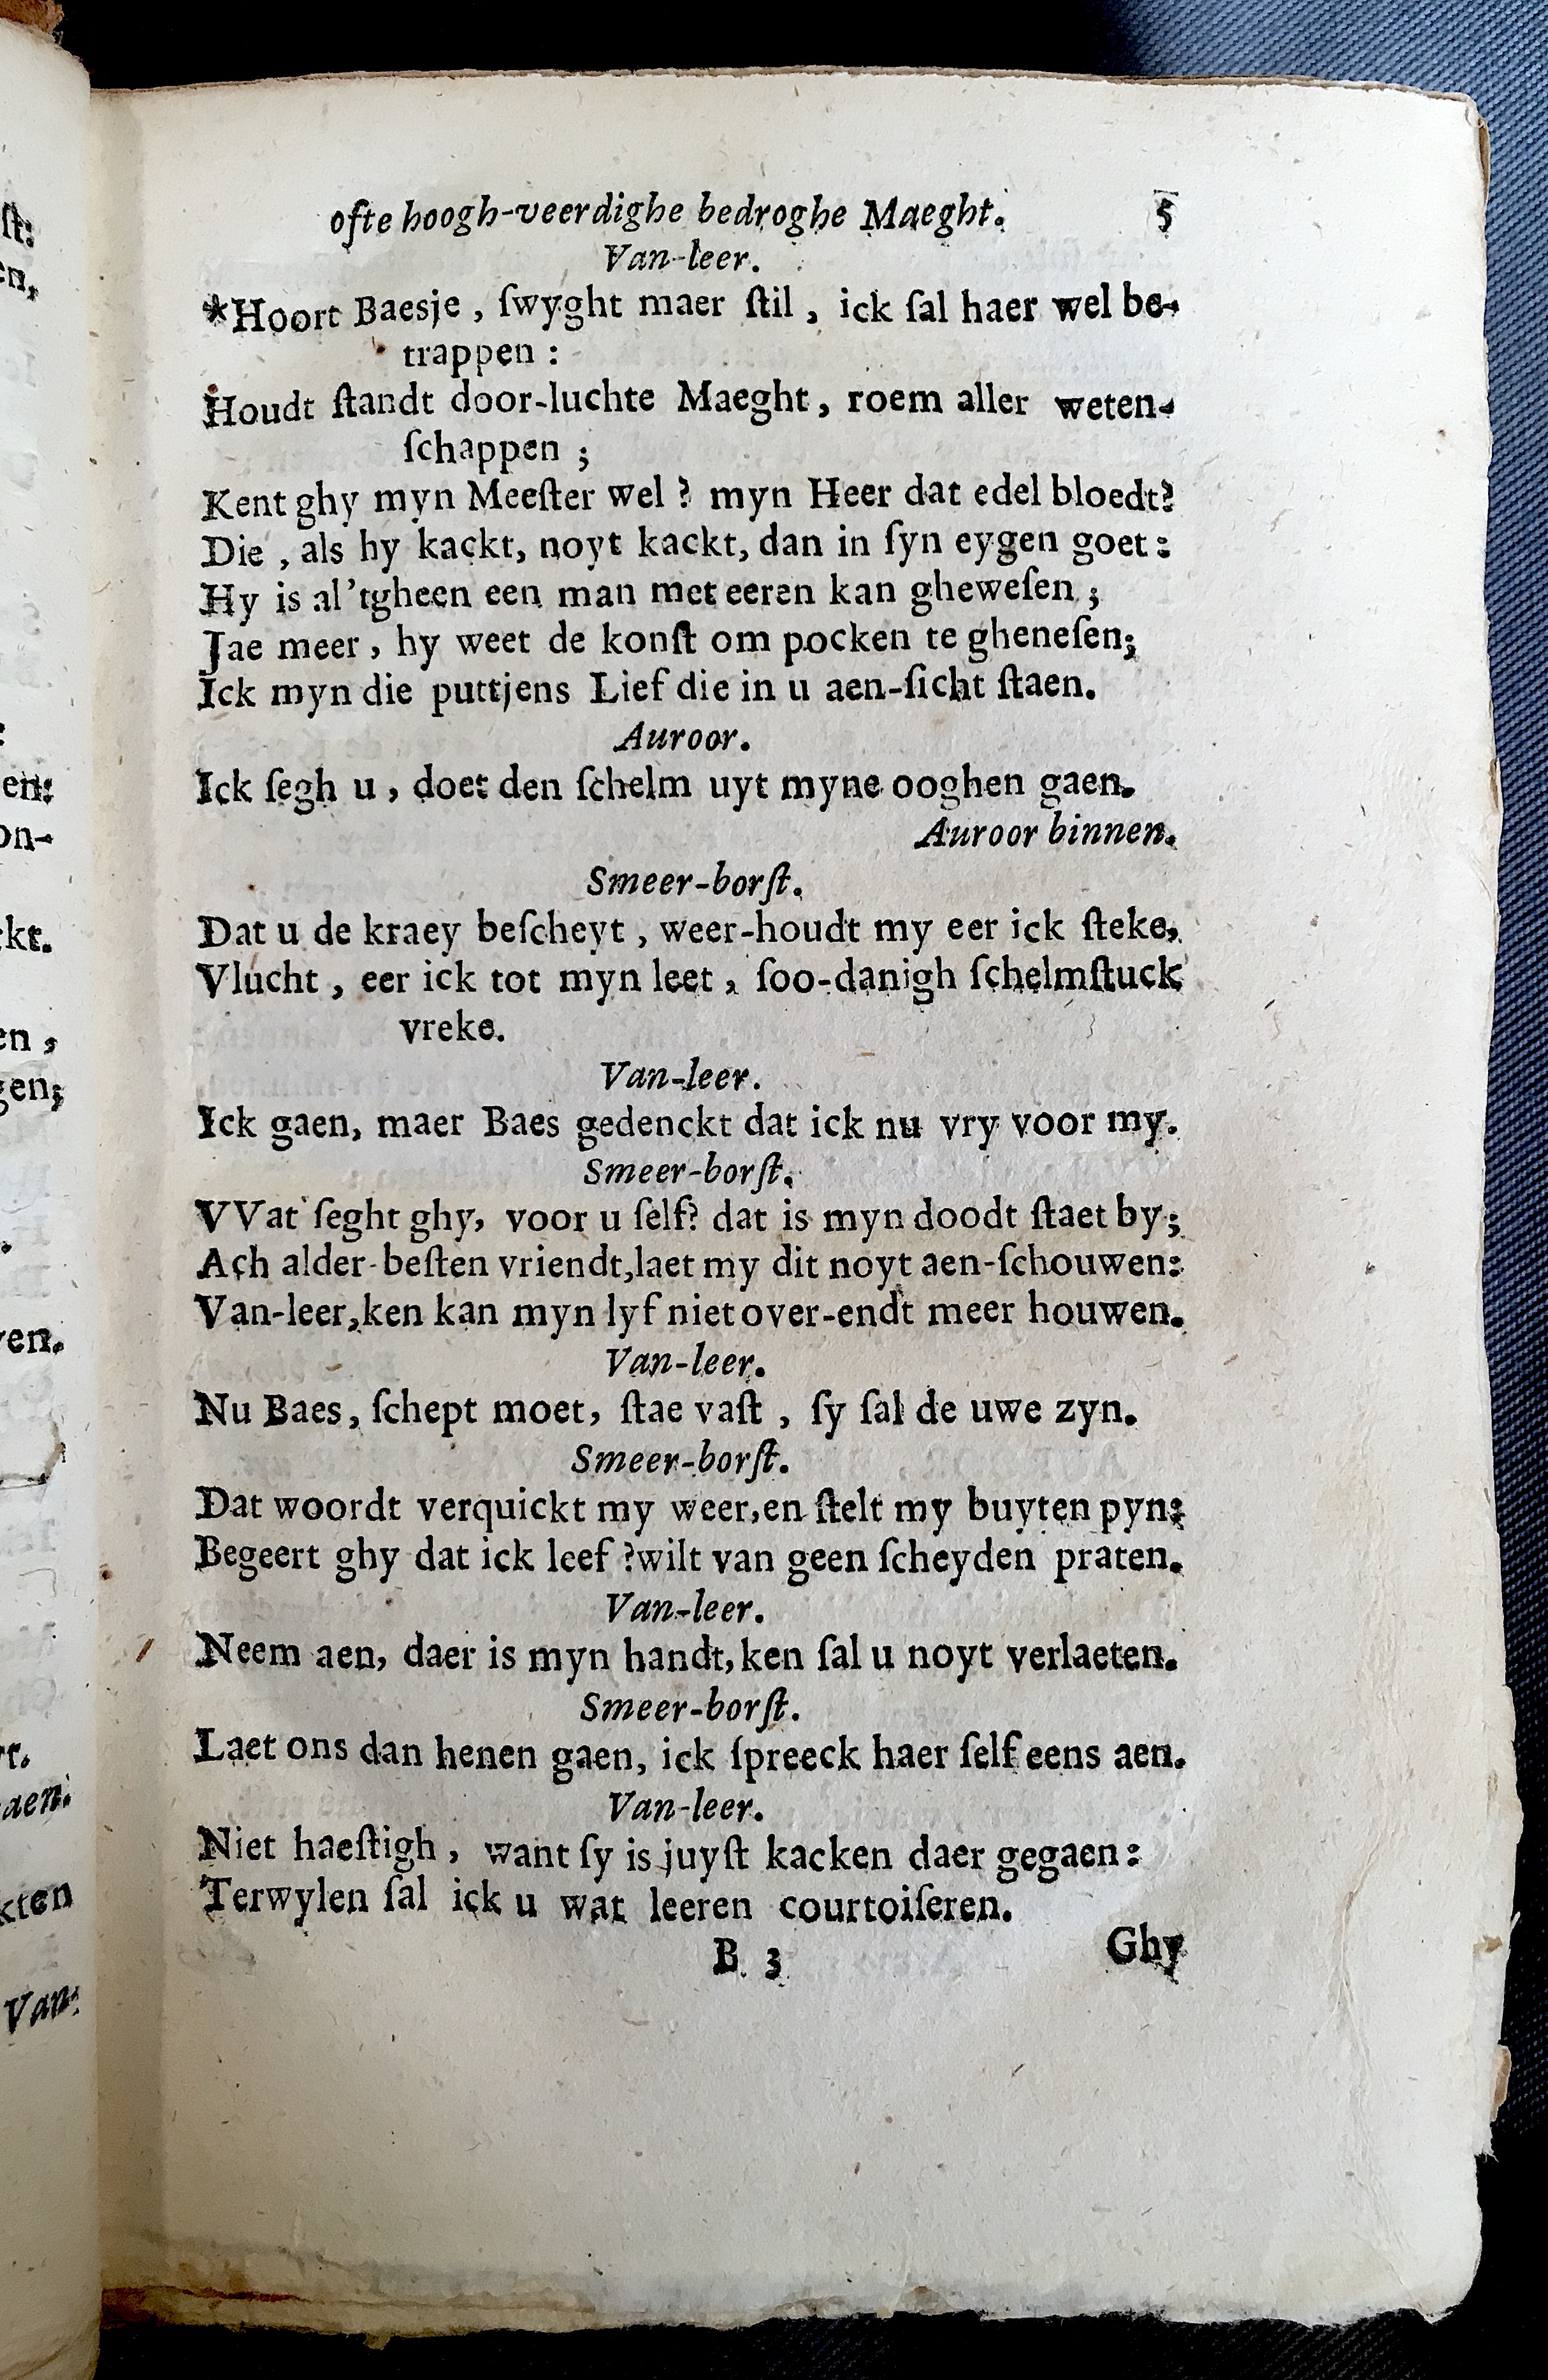 ofte hoogh-veerdighe bedroghe Maeght. 5
Van-leer.
*Hoort Baesje, ſwyght maer ſtil, ick ſal haer wel be-
trappen:
Houdt ſtandt door-luchte Maeght, roem aller weten-
ſchappen;
Kent ghy myn Meeſter wel? myn Heer dat edel bloedt?
Die, als hy kackt, noyt kackt, dan in ſyn eygen goet:
Hy is al'tgheen een man met eeren kan gheweſen;
Jae meer, hy weet de konſt om pocken te gheneſen;
Ick myn die puttjens Lief die in u aen-ſicht ſtaen.
Auroor.
Ick ſegh u, doet den ſchelm uyt myne ooghen gaen.
Auroor binnen.
Smeer-borſt.
Dat u de kraey beſcheyt, weer-houdt my eer ick ſteke,
Vlucht, eer ick tot myn leet, ſoo-danigh ſchelmſtuck
vreke.
Van-leer.
Ick gaen, maer Baes gedenckt dat ick nu vry voor my.
Smeer-borſt.
VVat ſeght ghy, voor u ſelf? dat is myn doodt ſtaet by;
Ach alder-beſten vriendt, laet my dit noyt aen-ſchouwen:
Van-leer, ken kan myn lyf niet over-endt meer houwen.
Van-leer.
Nu Baes, ſchept moet, ſtae vaſt, ſy ſal de uwe zyn.
Smeer-borſt.
Dat woordt verquickt my weer, en ſtelt my buyten pyn;
Begeert ghy dat ick leef? wilt van geen ſcheyden praten.
Van-leer.
Neem aen, daer is myn handt, ken ſal u noyt verlaeten.
Smeer-borſt.
Laet ons dan henen gaen, ick ſpreeck haer ſelf eens aen.
Van-leer.
Niet haeſtigh, want ſy is juyſt kacken daer gegaen:
Terwylen ſal ick u wat leeren courtoiſeren.
B 3 Ghy